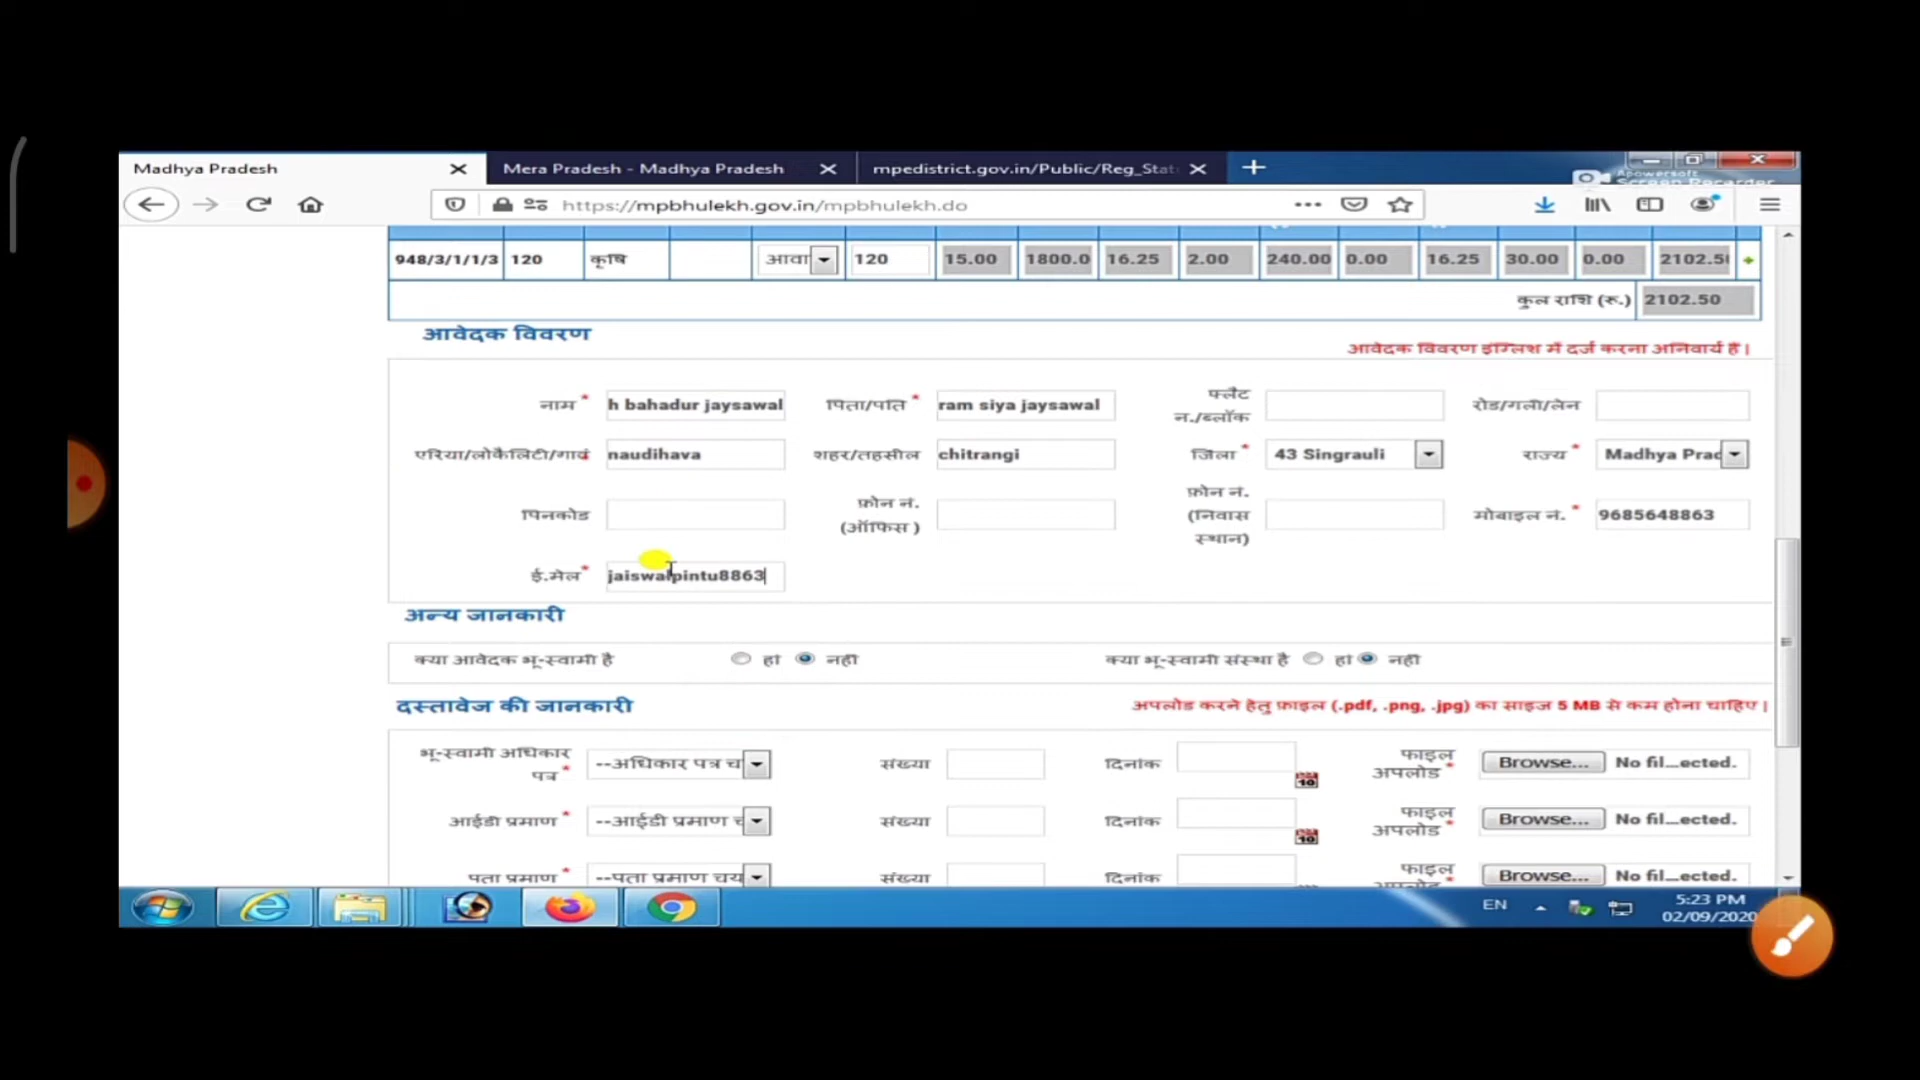 Madhya Pradesh
Mera Pradesh - Madhya Pradesh
mpedistrict.gov.in/Public/Reg_Stat
Apowersoft
Screen Recorder
https://mpbhulekh.gov.in/mpbhulekh.do
948/3/1/1/3 120 कृषि आवा 120 15.00 1800.0 16.25 2.00 240.00 0.00 16.25 30.00 0.00 2102.5
कुल राशि (रु.) 2102.50
आवेदक विवरण
आवेदक विवरण इंग्लिश में दर्ज करना अनिवार्य हैं |
नाम * h bahadur jaysawal पिता/पति * ram siya jaysawal फ्लैट न./ब्लॉक रोड/गली/लेन
एरिया/लोकैलिटी/गावं * naudihava शहर/तहसील chitrangi जिला * 43 Singrauli राज्य * Madhya Prad
पिनकोड फ़ोन नं. (ऑफिस ) फ़ोन नं. (निवास स्थान) मोबाइल नं. * 9685648863
ई.मेल * jaiswalpintu8863
अन्य जानकारी
क्या आवेदक भू-स्वामी है हां नहीं क्या भू-स्वामी संस्था है हां नहीं
दस्तावेज की जानकारी
अपलोड करने हेतु फ़ाइल (.pdf, .png, .jpg) का साइज 5 MB से कम होना चाहिए |
भू-स्वामी अधिकार पत्र * --अधिकार पत्र च संख्या दिनांक फाइल अपलोड * Browse... No fil...ected.
आईडी प्रमाण * --आईडी प्रमाण च संख्या दिनांक फाइल अपलोड * Browse... No fil...ected.
पता प्रमाण * --पता प्रमाण चय संख्या दिनांक फाइल Browse... No fil...ected.
EN 5:23 PM
02/09/2020